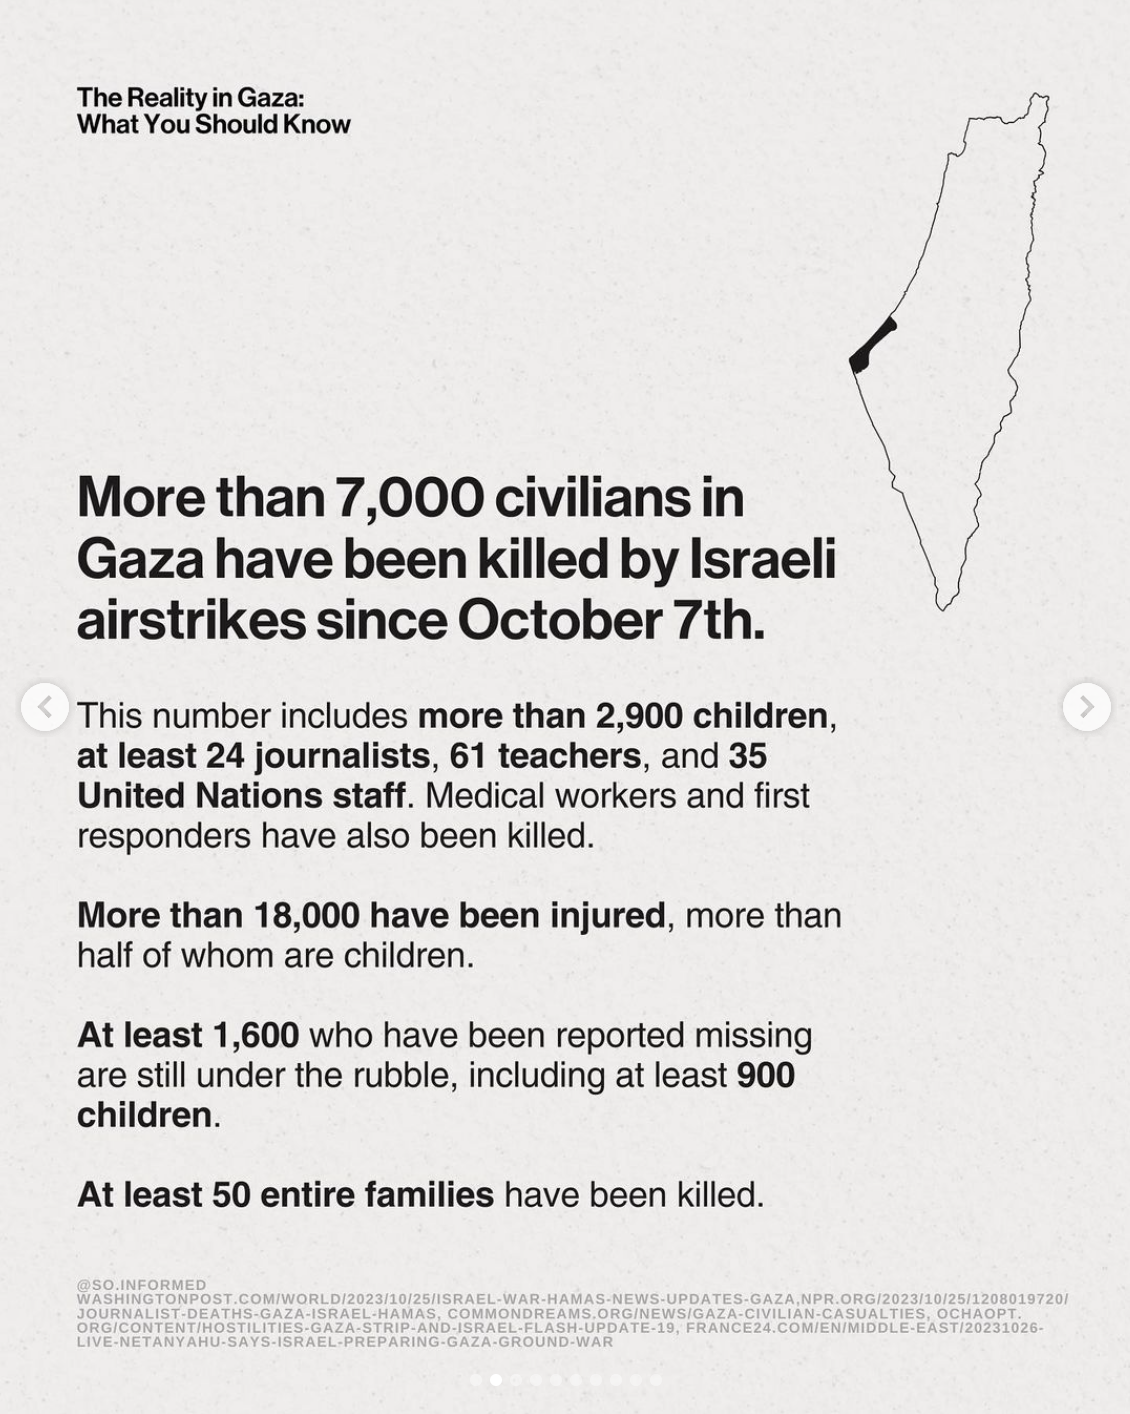 The Reality in Gaza:
What You Should Know
More than 7,000 civilians in
Gaza have been killed by Israeli
airstrikes since October 7th.
This number includes more than 2,900 children,
at least 24 journalists, 61 teachers, and 35
United Nations staff. Medical workers and first
responders have also been killed.
More than 18,000 have been injured, more than
half of whom are children.
At least 1,600 who have been reported missing
are still under the rubble, including at least 900
children.
At least 50 entire families have been killed.
@SO.INFORMED
WASHINGTONPOST.COM/WORLD/2023/10/25/ISRAEL-WAR-HAMAS-NEWS-UPDATES-GAZA,NPR.ORG/2023/10/25/1208019720/
JOURNALIST-DEATHS-GAZA-ISRAEL-HAMAS, COMMONDREAMS.ORG/NEWS/GAZA-CIVILIAN-CASUALTIES, OCHAOPT.
ORG/CONTENT/HOSTILITIES-GAZA-STRIP-AND-ISRAEL-FLASH-UPDATE-19, FRANCE24.COM/EN/MIDDLE-EAST/20231026-
LIVE-NETANYAHU-SAYS-ISRAEL-PREPARING-GAZA-GROUND-WAR